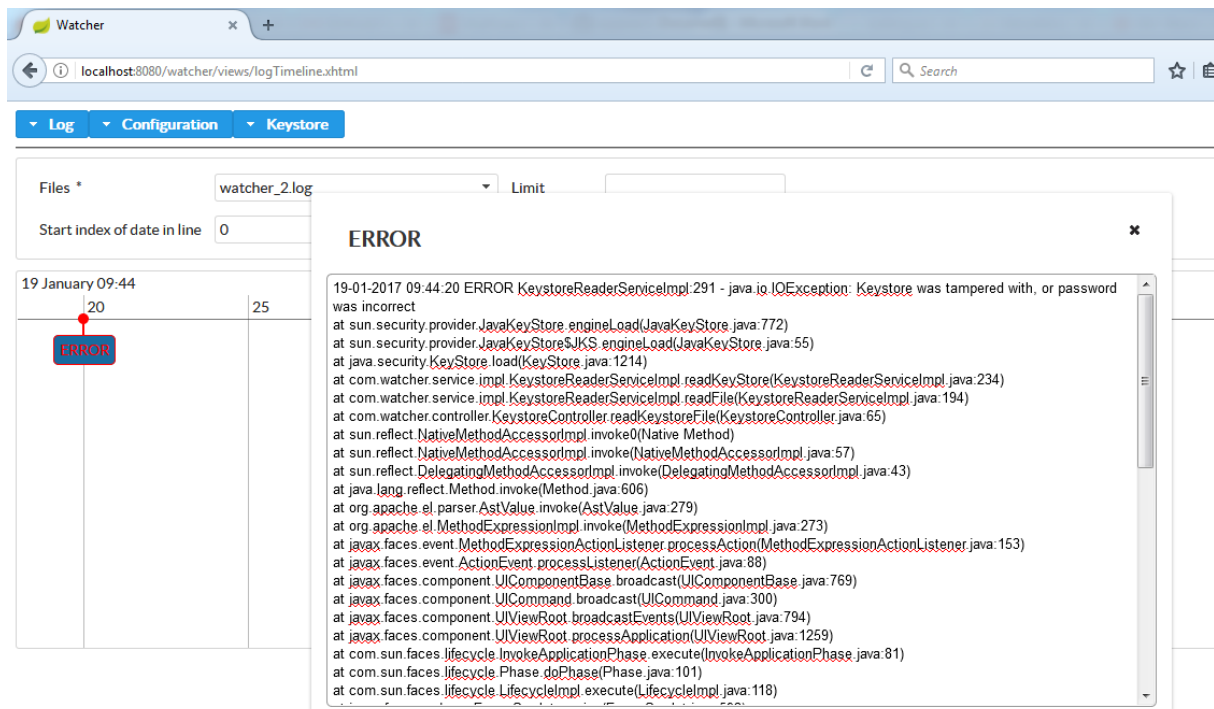 Watcher
localhost:8080/watcher/views/logTimeline.xhtml
Search
Log Configuration Keystore
Files * watcher_2.log Limit
Start index of date in line 0
ERROR
19 January 09:44
20 25
ERROR
19-01-2017 09:44:20 ERROR KeystoreReaderServiceImpl:291 - java.io.IOException: Keystore was tampered with, or password
was incorrect
at sun.security.provider.JavaKeyStore.engineLoad(JavaKeyStore.java:772)
at sun.security.provider.JavaKeyStore$JKS.engineLoad(JavaKeyStore.java:55)
at java.security.KeyStore.load(KeyStore.java:1214)
at com.watcher.service.impl.KeystoreReaderServiceImpl.readKeyStore(KeystoreReaderServiceImpl.java:234)
at com.watcher.service.impl.KeystoreReaderServiceImpl.readFile(KeystoreReaderServiceImpl.java:194)
at com.watcher.controller.KeystoreController.readKeystoreFile(KeystoreController.java:65)
at sun.reflect.NativeMethodAccessorImpl.invoke0(Native Method)
at sun.reflect.NativeMethodAccessorImpl.invoke(NativeMethodAccessorImpl.java:57)
at sun.reflect.DelegatingMethodAccessorImpl.invoke(DelegatingMethodAccessorImpl.java:43)
at java.lang.reflect.Method.invoke(Method.java:606)
at org.apache.el.parser.AstValue.invoke(AstValue.java:279)
at org.apache.el.MethodExpressionImpl.invoke(MethodExpressionImpl.java:273)
at javax.faces.event.MethodExpressionActionListener.processAction(MethodExpressionActionListener.java:153)
at javax.faces.event.ActionEvent.processListener(ActionEvent.java:88)
at javax.faces.component.UIComponentBase.broadcast(UIComponentBase.java:769)
at javax.faces.component.UICommand.broadcast(UICommand.java:300)
at javax.faces.component.UIViewRoot.broadcastEvents(UIViewRoot.java:794)
at javax.faces.component.UIViewRoot.processApplication(UIViewRoot.java:1259)
at com.sun.faces.lifecycle.InvokeApplicationPhase.execute(InvokeApplicationPhase.java:81)
at com.sun.faces.lifecycle.Phase.doPhase(Phase.java:101)
at com.sun.faces.lifecycle.LifecycleImpl.execute(LifecycleImpl.java:118)